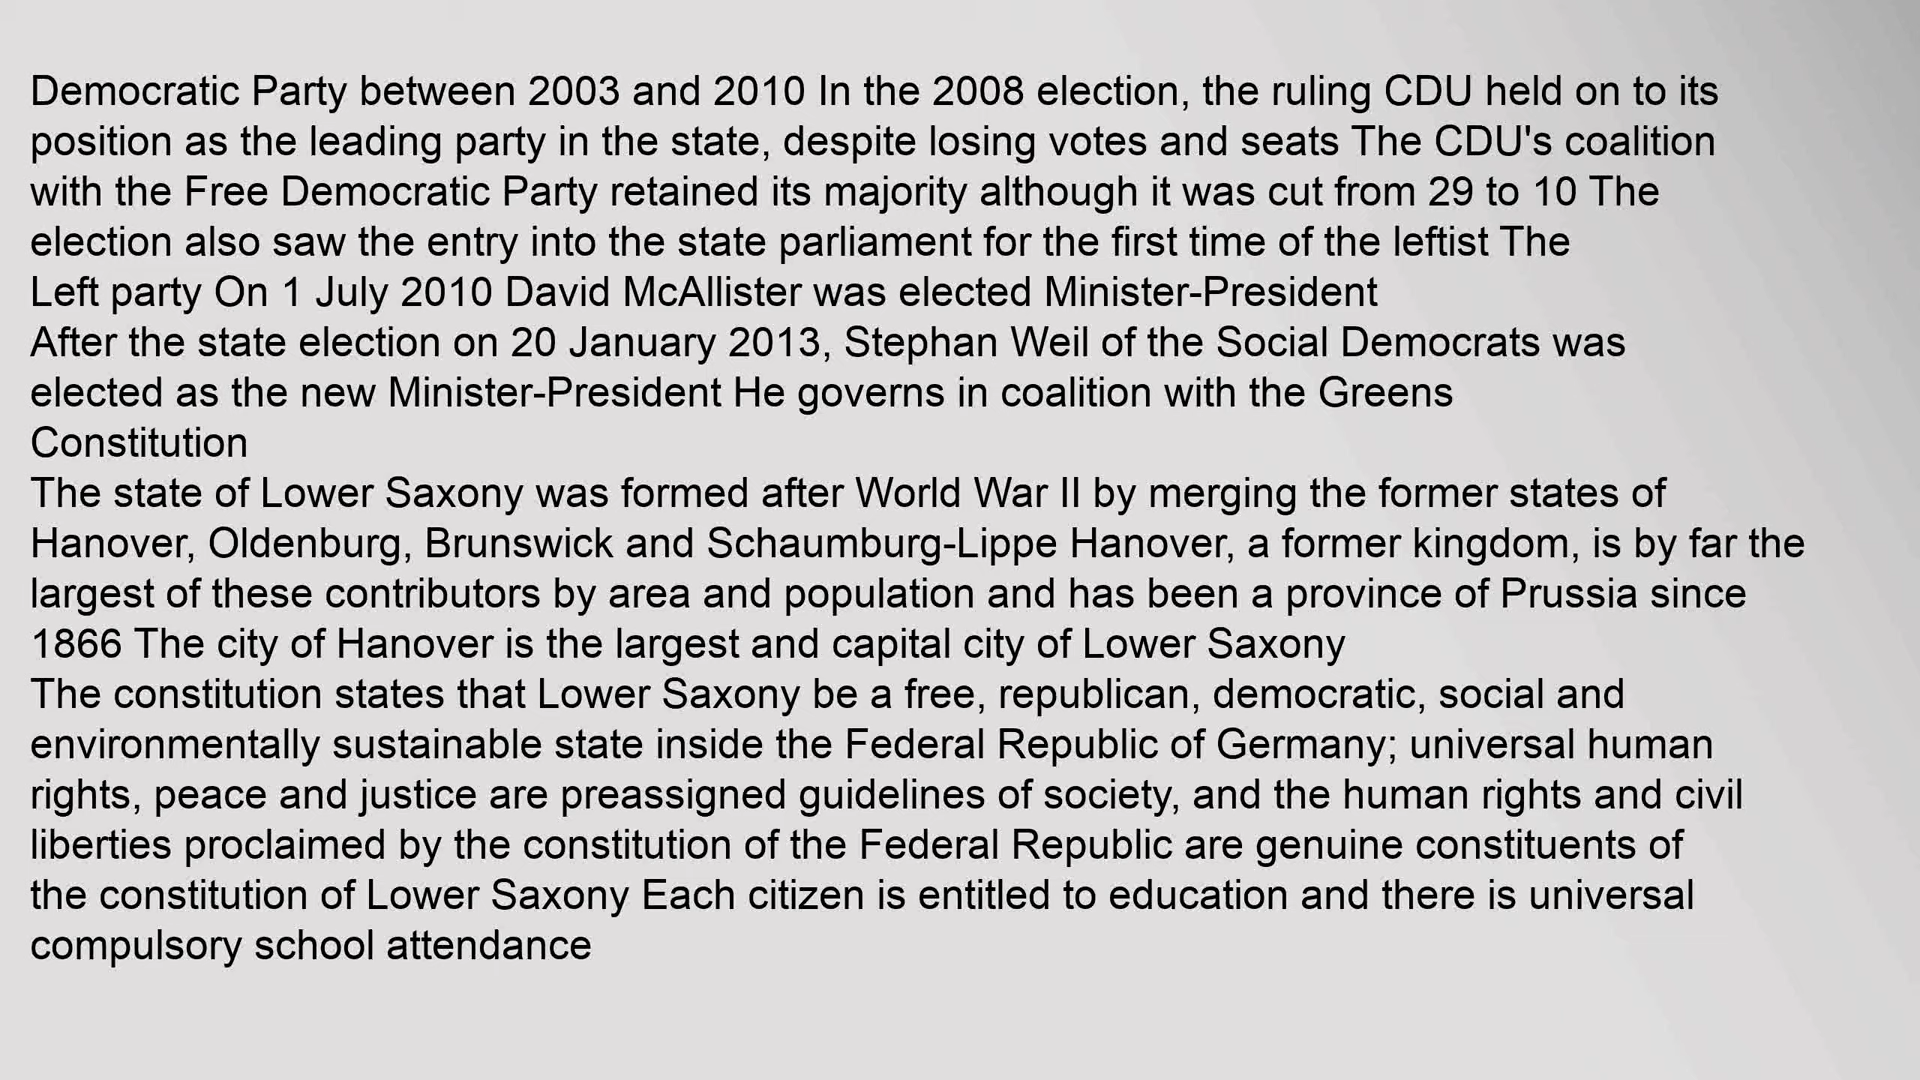 Democratic Party between 2003 and 2010 In the 2008 election, the ruling CDU held on to its
position as the leading party in the state, despite losing votes and seats The CDU's coalition
with the Free Democratic Party retained its majority although it was cut from 29 to 10 The
election also saw the entry into the state parliament for the first time of the leftist The
Left party On 1 July 2010 David McAllister was elected Minister-President
After the state election on 20 January 2013, Stephan Weil of the Social Democrats was
elected as the new Minister-President He governs in coalition with the Greens
Constitution
The state of Lower Saxony was formed after World War II by merging the former states of
Hanover, Oldenburg, Brunswick and Schaumburg-Lippe Hanover, a former kingdom, is by far the
largest of these contributors by area and population and has been a province of Prussia since
1866 The city of Hanover is the largest and capital city of Lower Saxony
The constitution states that Lower Saxony be a free, republican, democratic, social and
environmentally sustainable state inside the Federal Republic of Germany; universal human
rights, peace and justice are preassigned guidelines of society, and the human rights and civil
liberties proclaimed by the constitution of the Federal Republic are genuine constituents of
the constitution of Lower Saxony Each citizen is entitled to education and there is universal
compulsory school attendance